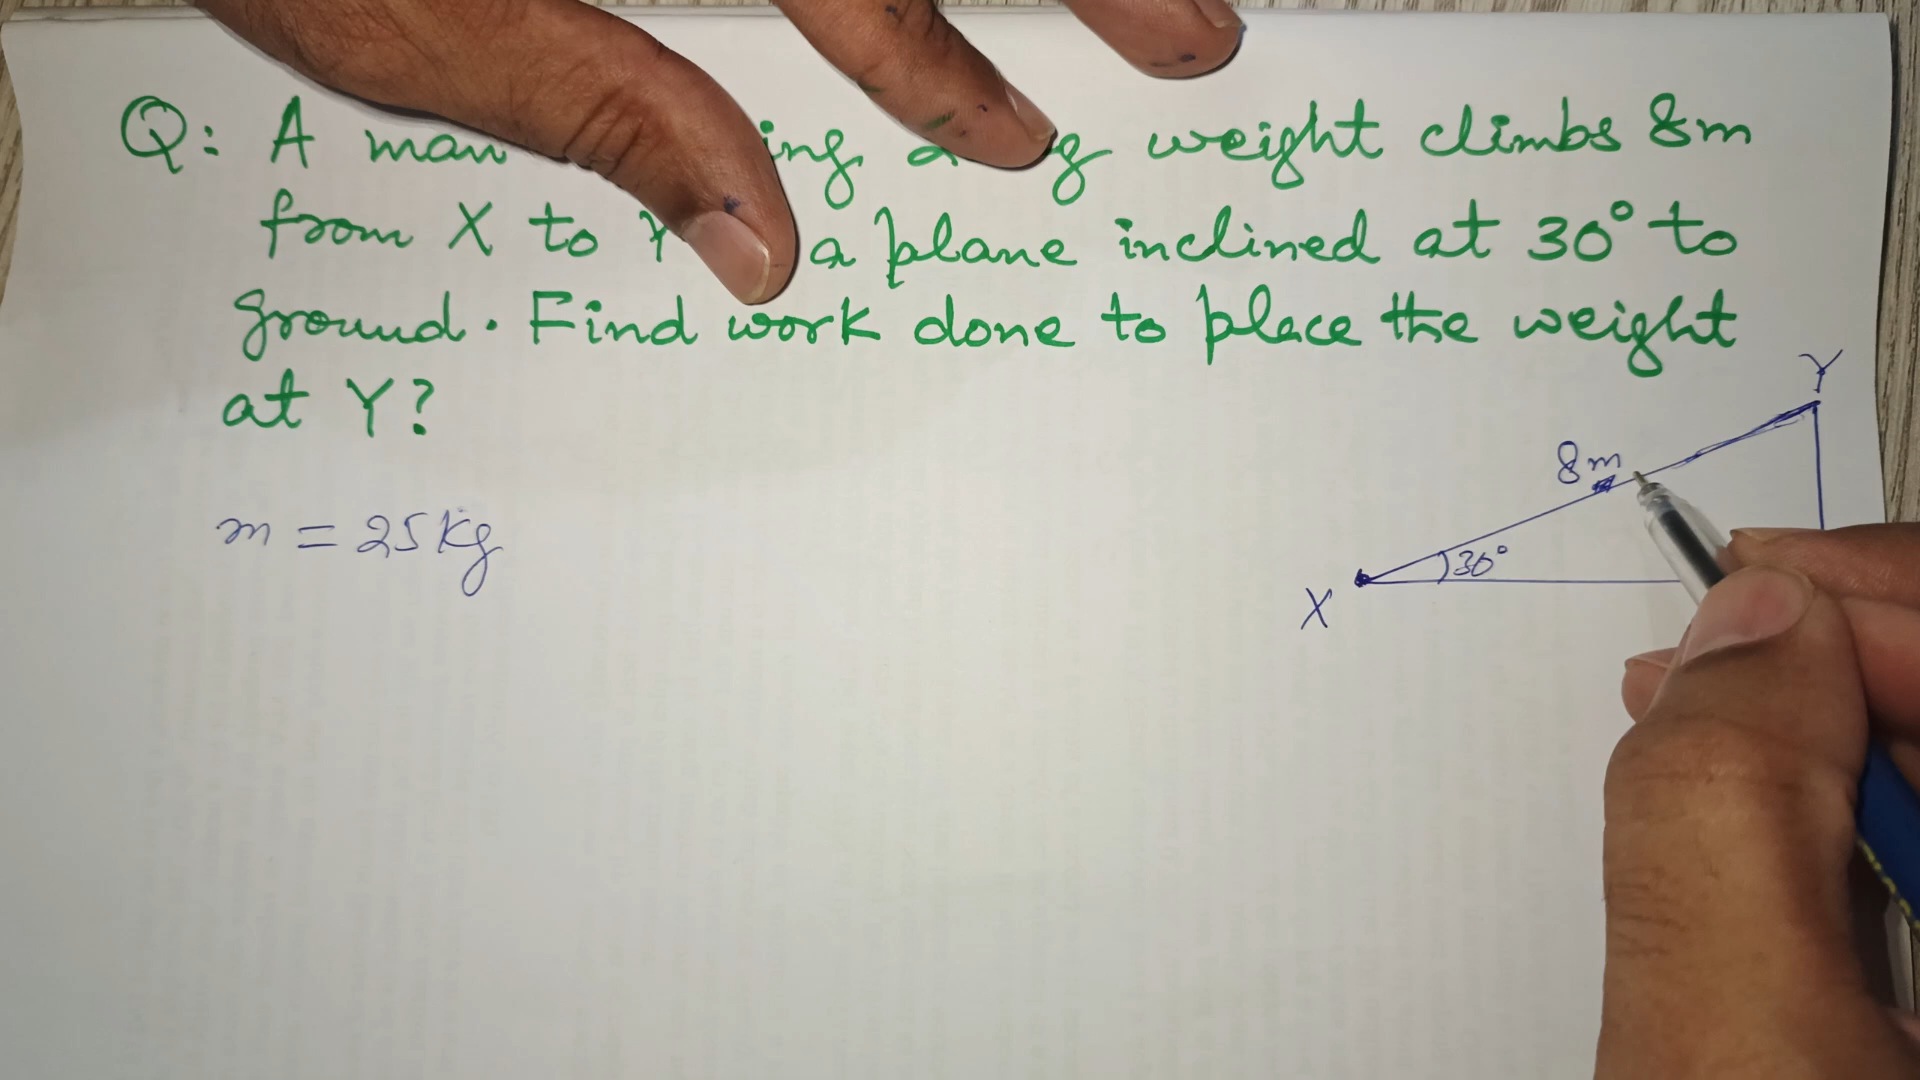 Q: A man ing weight climbs 8m
from X to Y a plane inclined at 30° to
ground. Find work done to place the weight
at Y?
Y
8m
m = 25 kg
30°
X